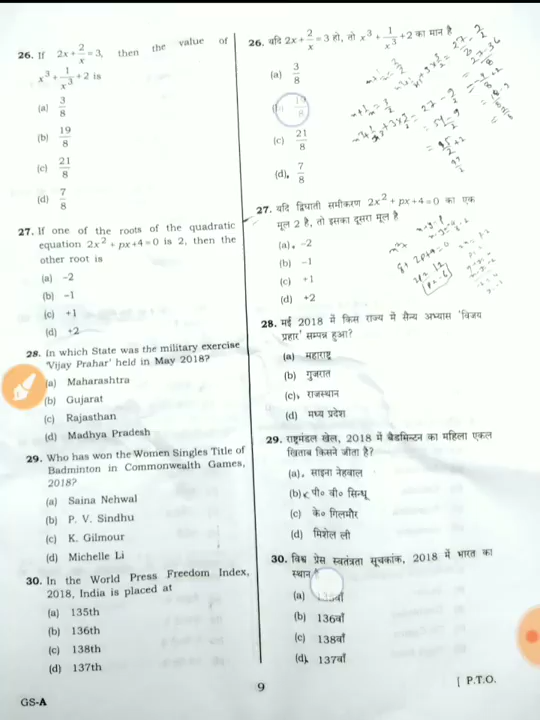 26. If 2x + 2/x = 3, then the value of
x³ + 1/x³ + 2 is
(a) 3/8
(b) 19/8
(c) 21/8
(d) 7/8
27. If one of the roots of the quadratic
equation 2x² + px + 4 = 0 is 2, then the
other root is
(a) –2
(b) –1
(c) +1
(d) +2
28. In which State was the military exercise
'Vijay Prahar' held in May 2018?
(a) Maharashtra
(b) Gujarat
(c) Rajasthan
(d) Madhya Pradesh
29. Who has won the Women Singles Title of
Badminton in Commonwealth Games,
2018?
(a) Saina Nehwal
(b) P. V. Sindhu
(c) K. Gilmour
(d) Michelle Li
30. In the World Press Freedom Index,
2018, India is placed at
(a) 135th
(b) 136th
(c) 138th
(d) 137th
26. यदि 2x + 2/x = 3 हो, तो x³ + 1/x³ + 2 का मान है
(a) 3/8
(b) 19/8
(c) 21/8
(d) 7/8
27. यदि द्विघाती समीकरण 2x² + px + 4 = 0 का एक
मूल 2 है, तो इसका दूसरा मूल है
(a) –2
(b) –1
(c) +1
(d) +2
28. मई 2018 में किस राज्य में सैन्य अभ्यास 'विजय
प्रहार' सम्पन्न हुआ?
(a) महाराष्ट्र
(b) गुजरात
(c) राजस्थान
(d) मध्य प्रदेश
29. राष्ट्रमंडल खेल, 2018 में बैडमिन्टन का महिला एकल
खिताब किसने जीता है?
(a) साइना नेहवाल
(b) पी० वी० सिन्धू
(c) के० गिलमौर
(d) मिशेल ली
30. विश्व प्रेस स्वतंत्रता सूचकांक, 2018 में भारत का
स्थान है
(a) 135वाँ
(b) 136वाँ
(c) 138वाँ
(d) 137वाँ
GS-A
9
[ P.T.O.